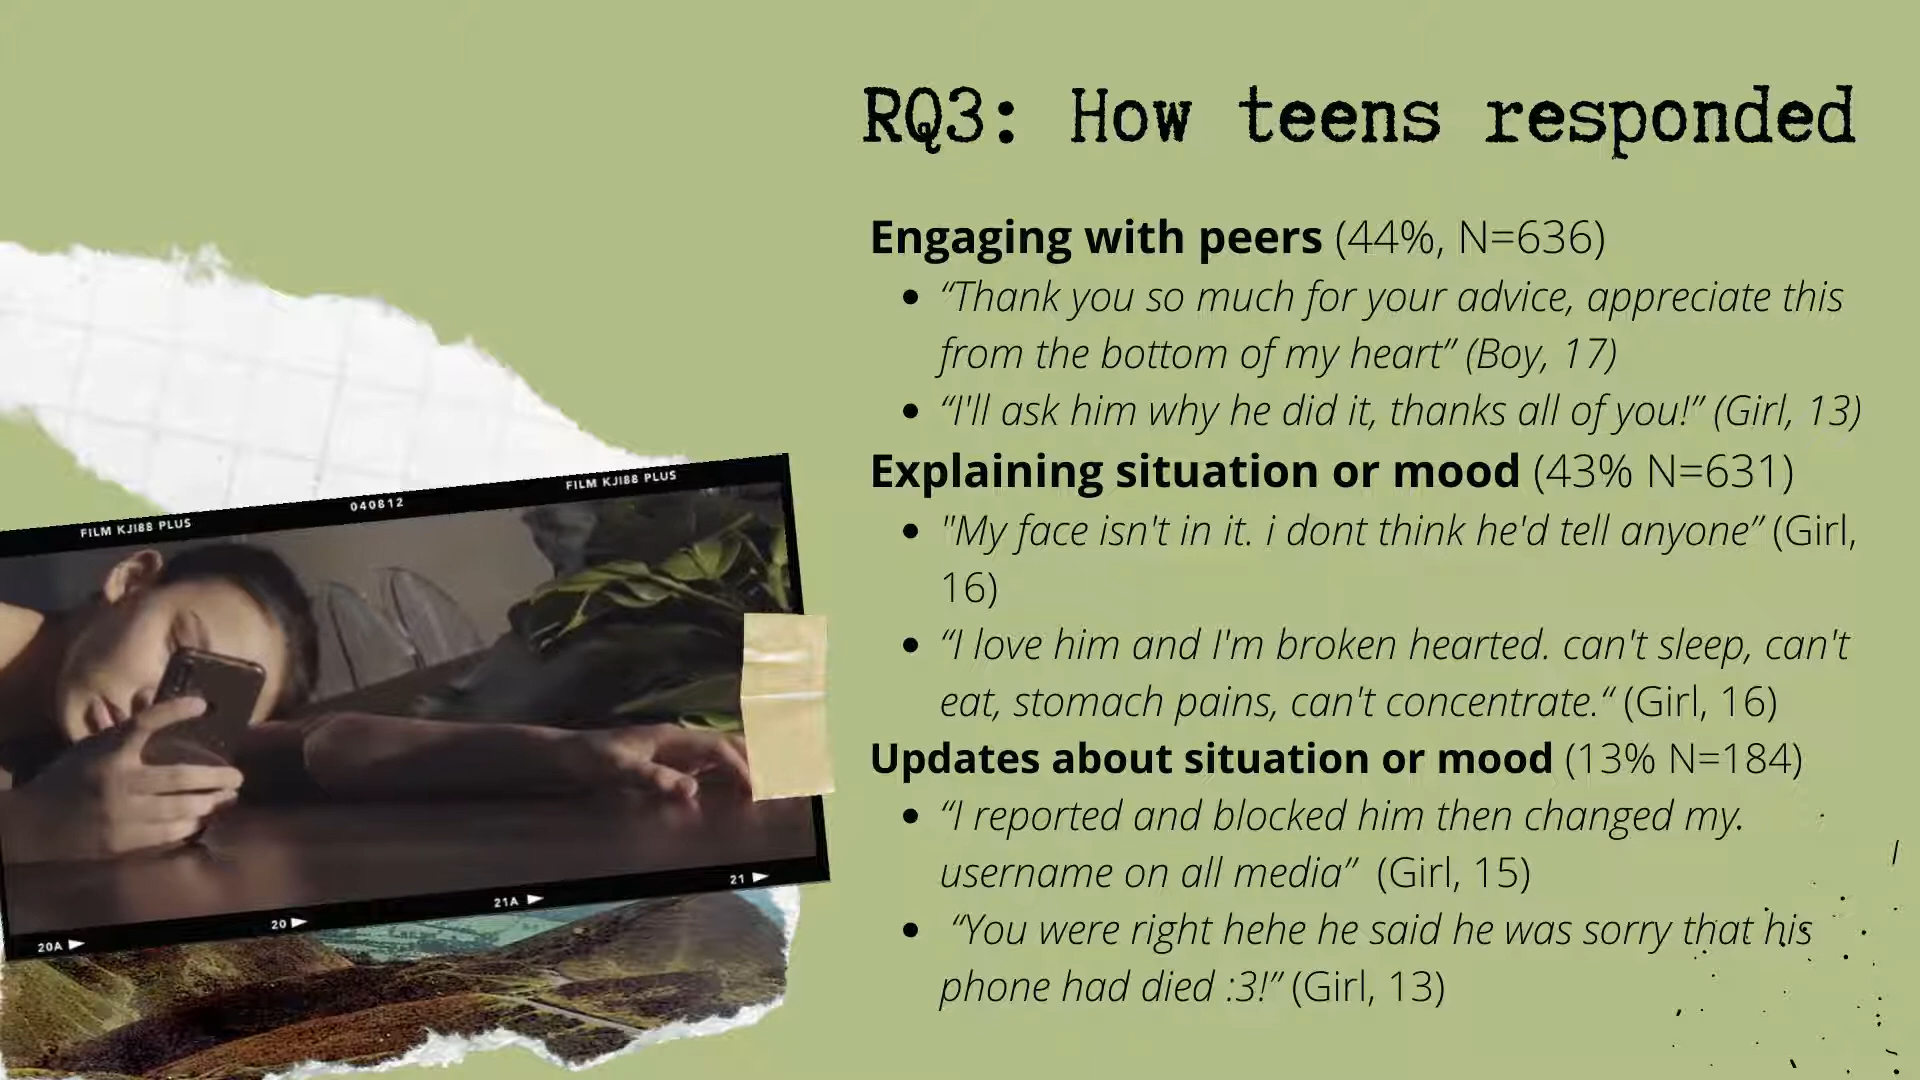 RQ3: How teens responded
Engaging with peers (44%, N=636)
• “Thank you so much for your advice, appreciate this
from the bottom of my heart” (Boy, 17)
• “I'll ask him why he did it, thanks all of you!” (Girl, 13)
Explaining situation or mood (43% N=631)
• "My face isn't in it. i dont think he'd tell anyone” (Girl,
16)
• “I love him and I'm broken hearted. can't sleep, can't
eat, stomach pains, can't concentrate.“ (Girl, 16)
Updates about situation or mood (13% N=184)
• “I reported and blocked him then changed my.
username on all media” (Girl, 15)
• “You were right hehe he said he was sorry that his
phone had died :3!” (Girl, 13)
FILM KJI88 PLUS
040812
FILM KJI88 PLUS
20A
20
21A
21